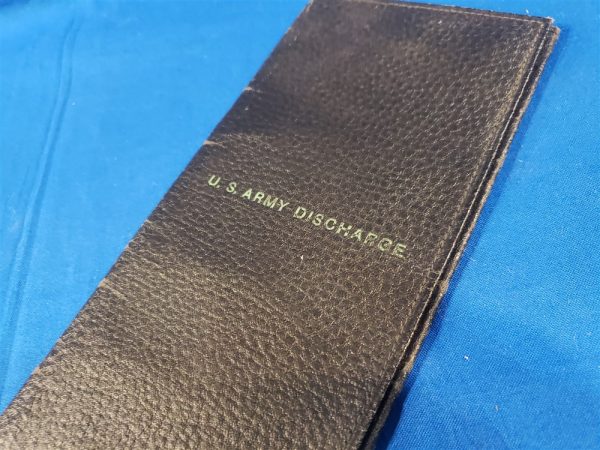 U. S. ARMY DISCHARGE